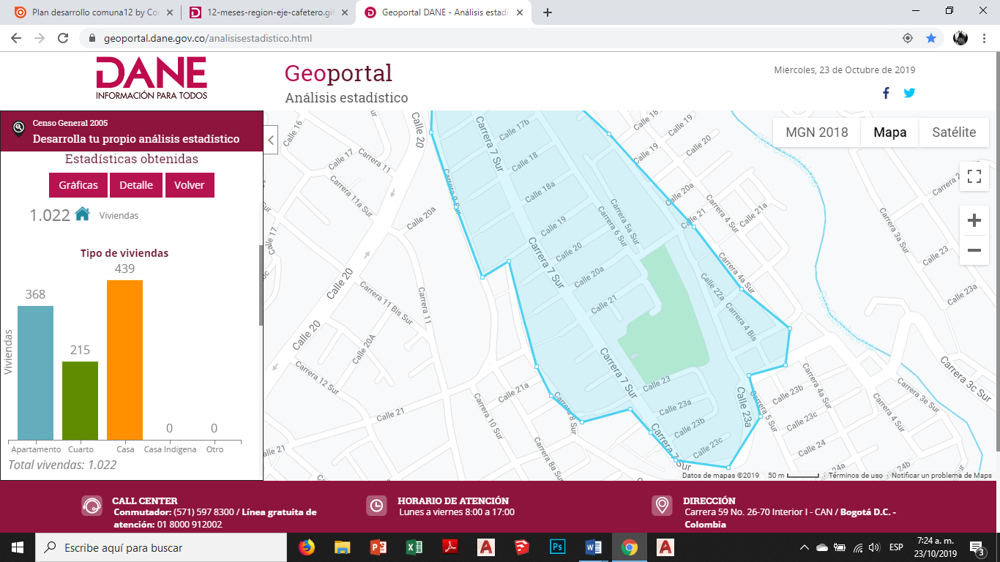 Plan desarrollo comuna12 by Cor
12-meses-region-eje-cafetero.gif
Geoportal DANE - Análisis estadís
geoportal.dane.gov.co/analisisestadistico.html
DANE
INFORMACIÓN PARA TODOS
Geoportal
Análisis estadístico
Miércoles, 23 de Octubre de 2019
Censo General 2005
Desarrolla tu propio análisis estadístico
Estadísticas obtenidas
Gráficas Detalle Volver
1.022 Viviendas
Tipo de viviendas
439
368
215
0
0
Viviendas
Apartamento Cuarto Casa Casa Indígena Otro
Total vivendas: 1.022
MGN 2018 Mapa Satélite
Calle 16
Calle 20
Calle 17b
Calle 18
Calle 19
Carrera 7 Sur
Calle 17
Carrera 11
Calle 18
Calle 19
Carrera 11a
Carrera 9 Sur
Calle 18a
Calle 20a
Calle 21
Carrera 4 Sur
Calle 21a
Calle 20a
Calle 17
Calle 19
Carrera 6 Sur
Carrera 5a Sur
Carrera 3a Sur
Calle 20
Carrera 7 Sur
Calle 20
Calle 20a
Carrera 4a Sur
Calle 21
Calle 22a
Calle 23a
Carrera 11 Bis Sur
Carrera 11
Carrera 4 Bis
Río Combeima
Calle 20
Calle 20A
Carrera 12 Sur
Carrera 7 Sur
Calle 23
Calle 21a
Calle 21
Carrera 8 Sur
Carrera 10 Sur
Calle 23a
Calle 23b
Calle 23c
Calle 23a
Carrera 5 Sur
Calle 23b
Carrera 4a Sur
Calle 23c
Carrera 3c Sur
Carrera 3e Sur
Calle 24
Calle 21
Carrera 8a Sur
Carrera 7 Sur
Calle 24a
Calle 24b
Datos de mapas ©2019 50 m Términos de uso Notificar un problema de Maps
CALL CENTER
Conmutador: (571) 597 8300 / Línea gratuita de
atención: 01 8000 912002
HORARIO DE ATENCIÓN
Lunes a viernes 8:00 a 17:00
DIRECCIÓN
Carrera 59 No. 26-70 Interior I - CAN / Bogotá D.C. -
Colombia
Escribe aquí para buscar
ESP
7:24 a. m.
23/10/2019
3